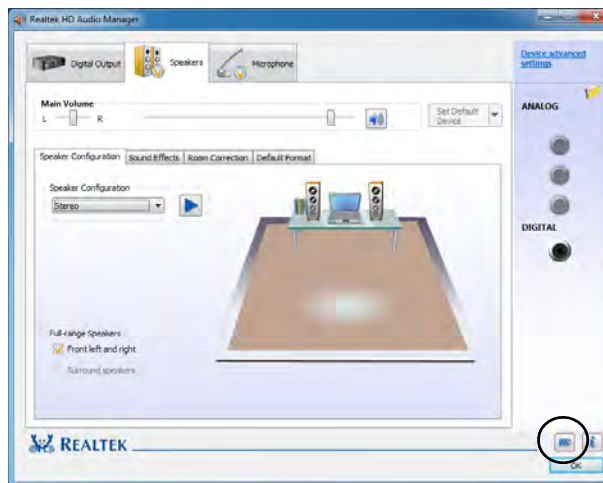 Realtek HD Audio Manager
Digital Output
Speakers
Microphone
Device advanced settings
Main Volume
L
R
Set Default Device
ANALOG
Speaker Configuration
Sound Effects
Room Correction
Default Format
Speaker Configuration
Stereo
DIGITAL
Full-range Speakers
Front left and right
Surround speakers
REALTEK
OK